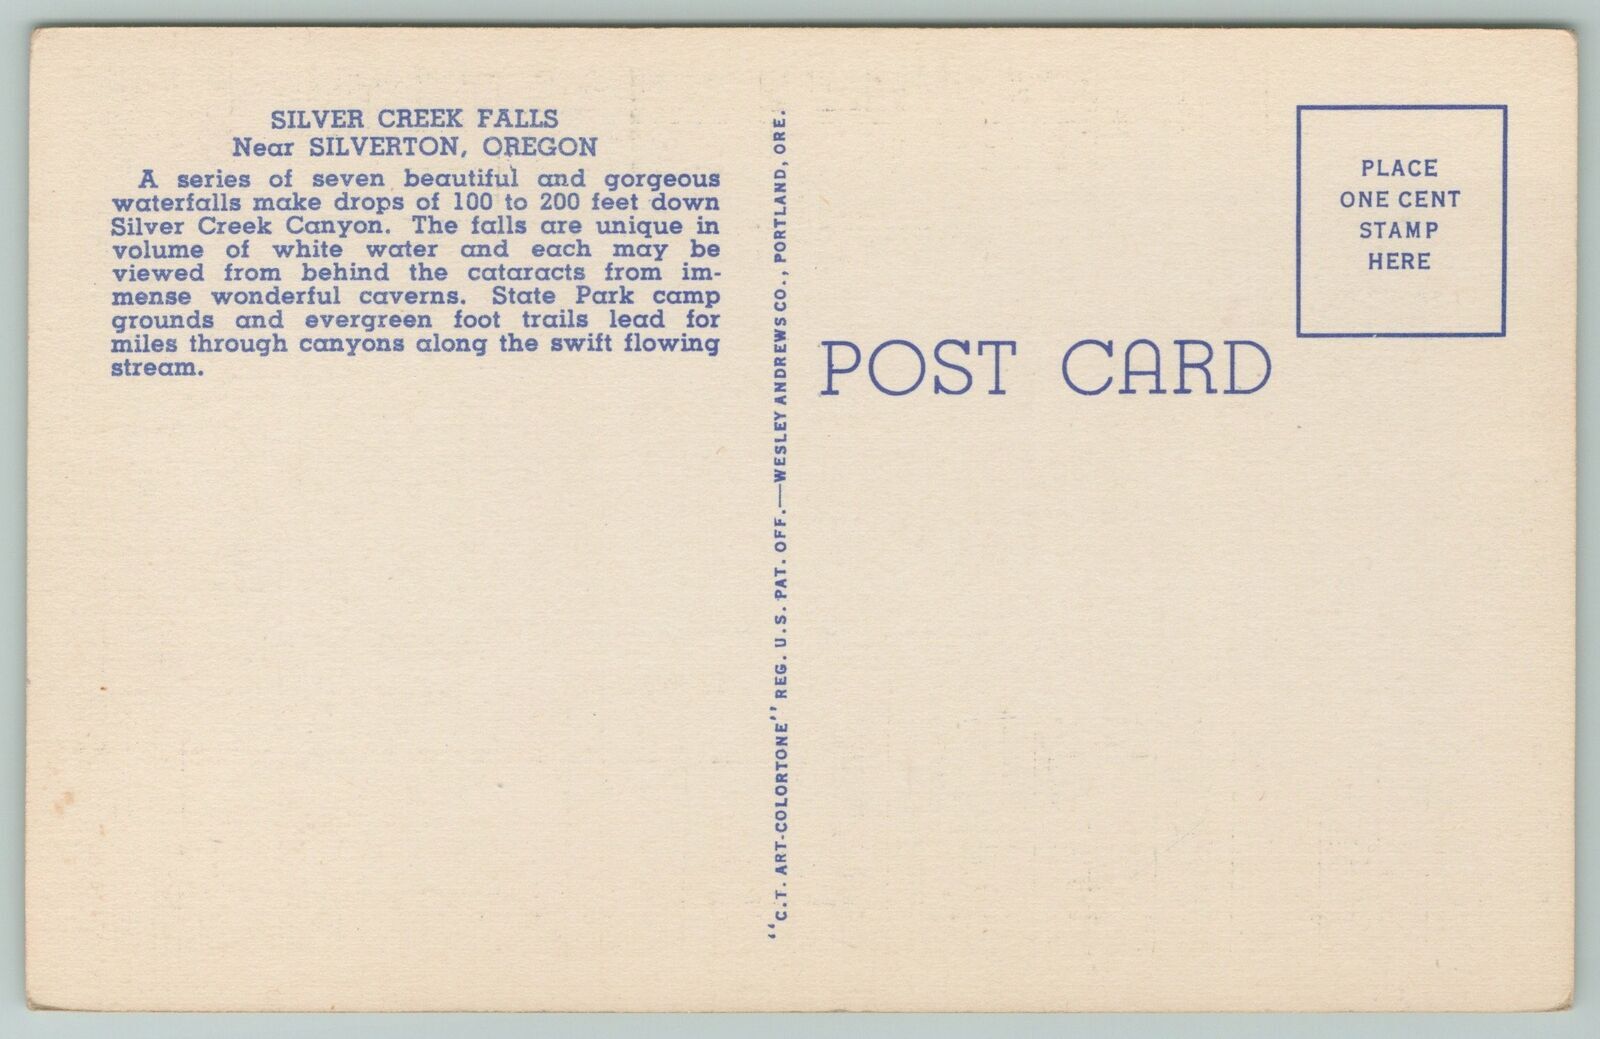 SILVER CREEK FALLS
Near SILVERTON, OREGON
A series of seven beautiful and gorgeous
waterfalls make drops of 100 to 200 feet down
Silver Creek Canyon. The falls are unique in
volume of white water and each may be
viewed from behind the cataracts from im-
mense wonderful caverns. State Park camp
grounds and evergreen foot trails lead for
miles through canyons along the swift flowing
stream.
"C.T. ART-COLORTONE" REG. U.S. PAT. OFF.—WESLEY ANDREWS CO., PORTLAND, ORE.
POST CARD
PLACE
ONE CENT
STAMP
HERE